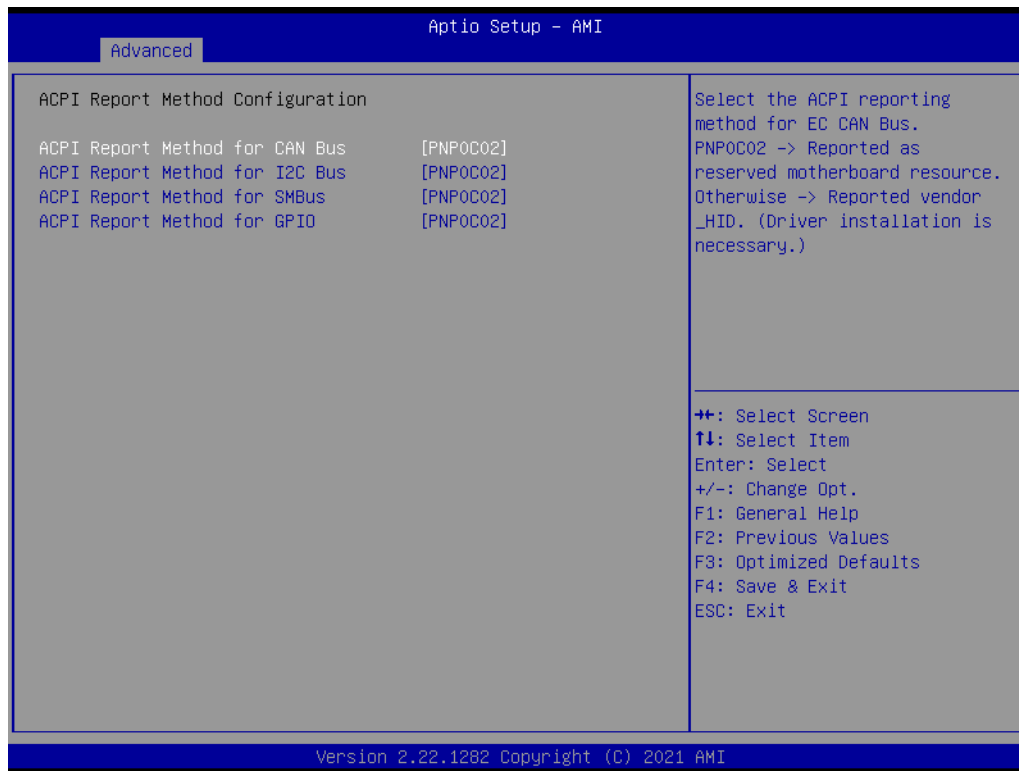 Aptio Setup – AMI
Advanced
ACPI Report Method Configuration
ACPI Report Method for CAN Bus [PNP0C02]
ACPI Report Method for I2C Bus [PNP0C02]
ACPI Report Method for SMBus [PNP0C02]
ACPI Report Method for GPIO [PNP0C02]
Select the ACPI reporting
method for EC CAN Bus.
PNP0C02 -> Reported as
reserved motherboard resource.
Otherwise -> Reported vendor
_HID. (Driver installation is
necessary.)
→←: Select Screen
↑↓: Select Item
Enter: Select
+/-: Change Opt.
F1: General Help
F2: Previous Values
F3: Optimized Defaults
F4: Save & Exit
ESC: Exit
Version 2.22.1282 Copyright (C) 2021 AMI